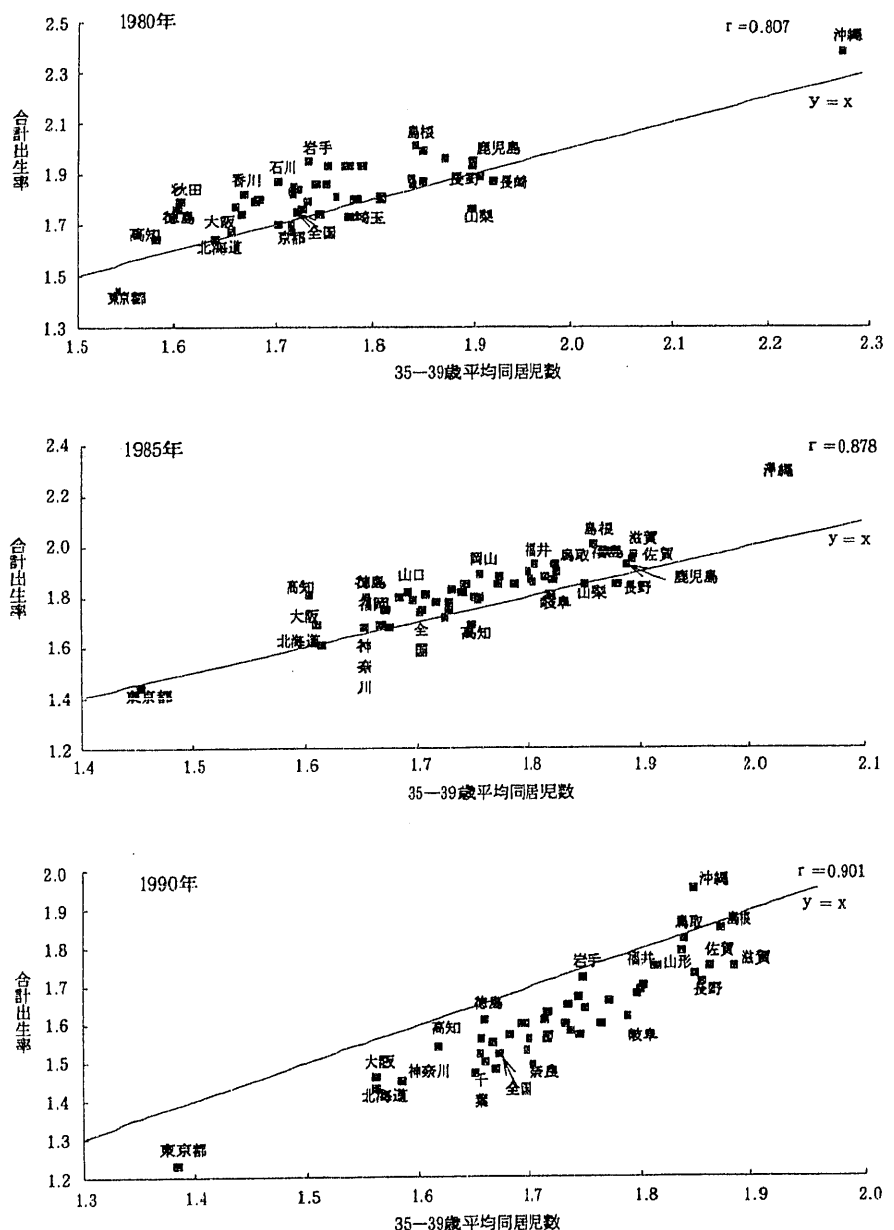 1980年
r=0.807
合計出生率
2.5
2.3
2.1
1.9
1.7
1.5
1.3
沖縄
y=x
島根
岩手
鹿児島
石川
長野
長崎
香川
秋田
徳島
山梨
大阪
埼玉
高知
北海道
京都
全国
東京都
1.5
1.6
1.7
1.8
1.9
2.0
2.1
2.2
2.3
35—39歳平均同居児数
1985年
r=0.878
合計出生率
2.4
2.2
2.0
1.8
1.6
1.4
1.2
沖縄
島根
滋賀
岡山
福井
鳥取
佐賀
高知
徳島
山口
鹿児島
福岡
岐阜
山梨
長野
大阪
北海道
神奈川
全国
高知
東京都
1.4
1.5
1.6
1.7
1.8
1.9
2.0
2.1
35—39歳平均同居児数
1990年
r=0.901
合計出生率
2.0
1.9
1.8
1.7
1.6
1.5
1.4
1.3
1.2
沖縄
y=x
鳥取
島根
岩手
福井
山形
佐賀
滋賀
長野
徳島
高知
岐阜
大阪
神奈川
北海道
千葉
全国
奈良
東京都
1.3
1.4
1.5
1.6
1.7
1.8
1.9
2.0
35—39歳平均同居児数